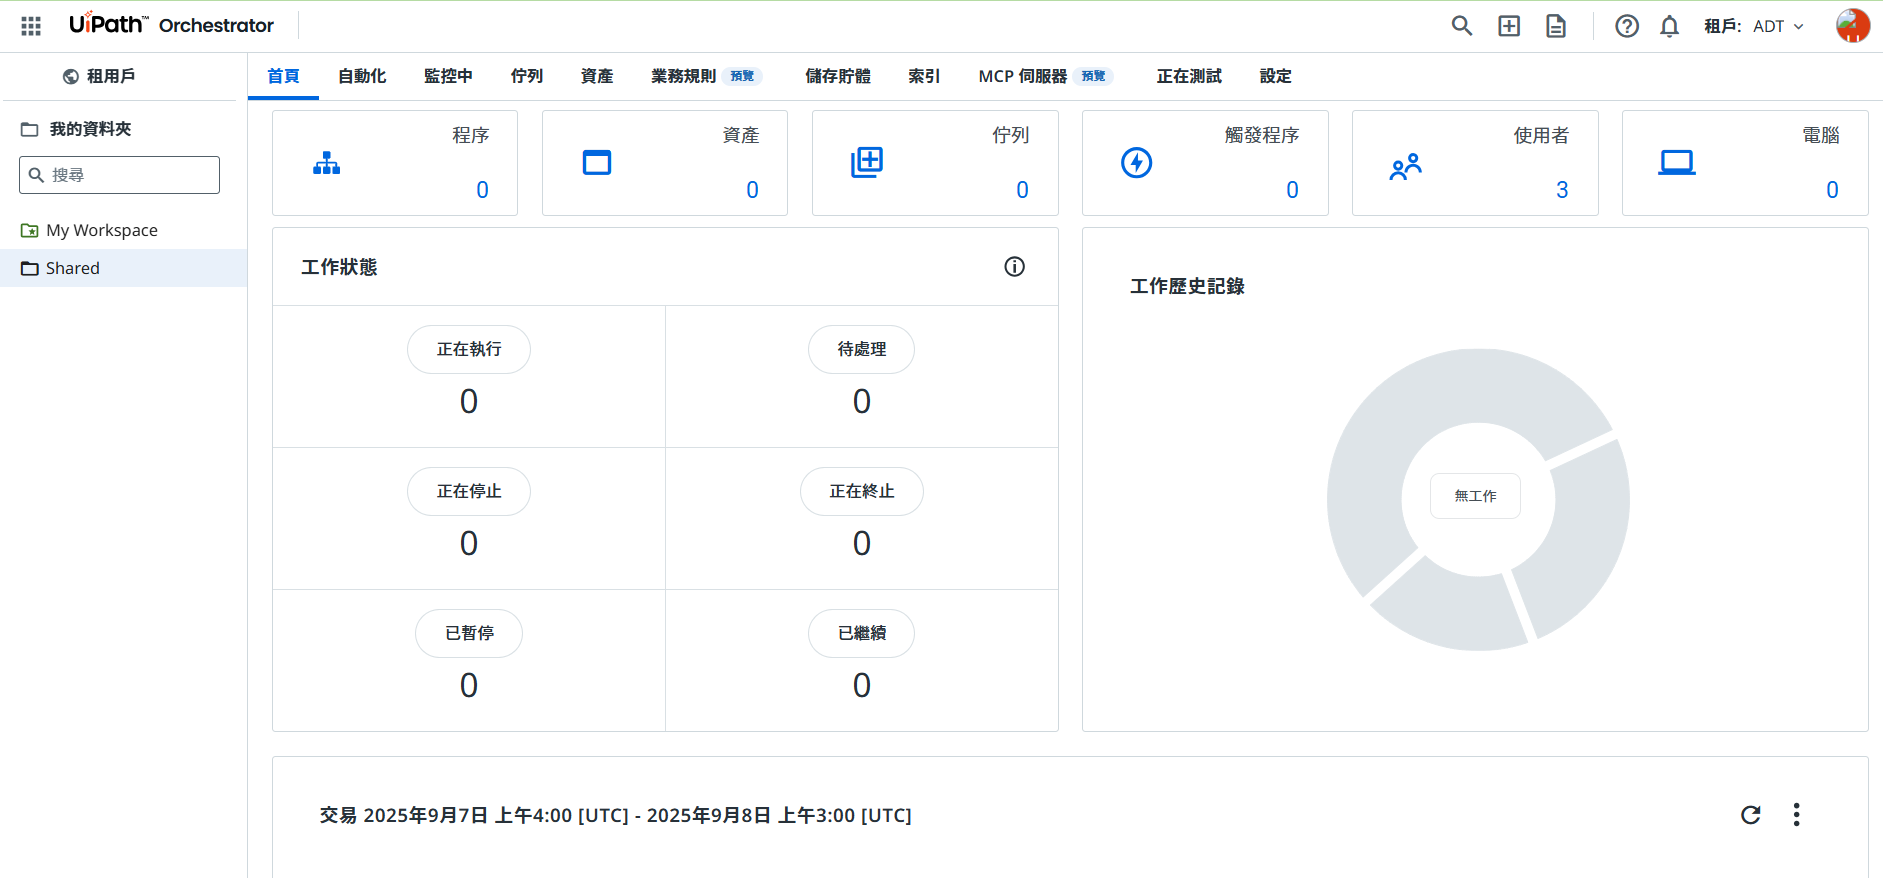 UiPath™ Orchestrator
租戶: ADT
租用戶
首頁 自動化 監控中 佇列 資產 業務規則 預覽 儲存貯體 索引 MCP 伺服器 預覽 正在測試 設定
我的資料夾
搜尋
My Workspace
Shared
程序
0
資產
0
佇列
0
觸發程序
0
使用者
3
電腦
0
工作狀態
正在執行
0
待處理
0
正在停止
0
正在終止
0
已暫停
0
已繼續
0
工作歷史記錄
無工作
交易 2025年9月7日 上午4:00 [UTC] - 2025年9月8日 上午3:00 [UTC]